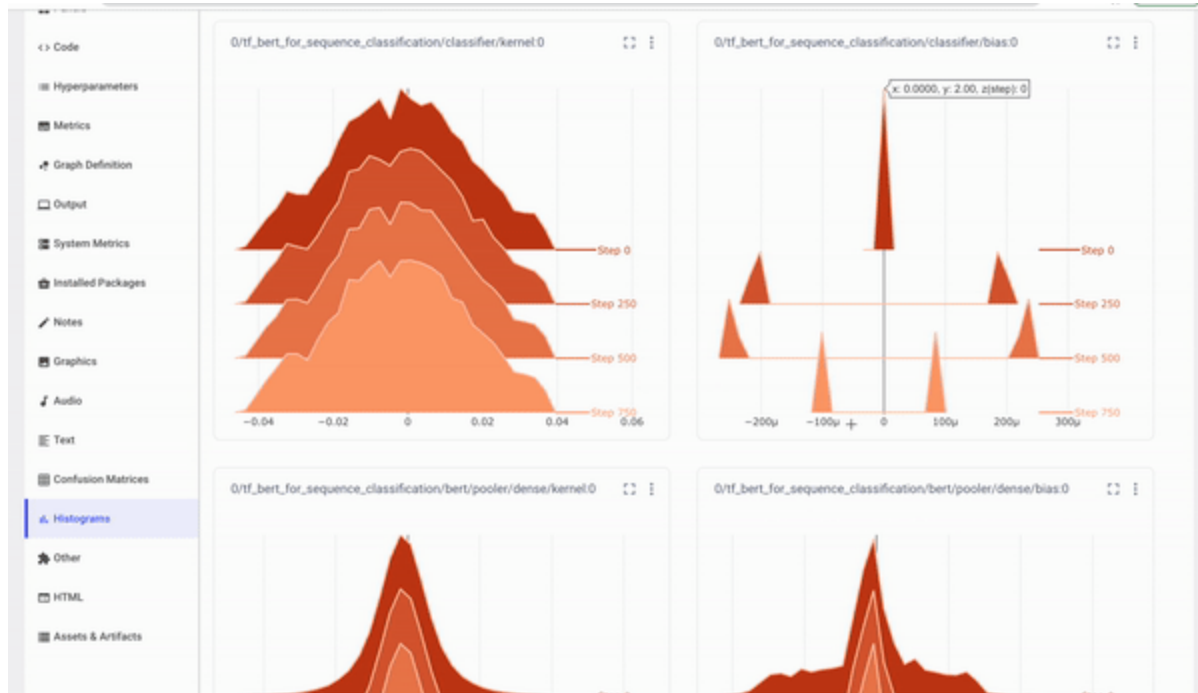 Code
Hyperparameters
Metrics
Graph Definition
Output
System Metrics
Installed Packages
Notes
Graphics
Audio
Text
Confusion Matrices
Histograms
Other
HTML
Assets & Artifacts
0/tf_bert_for_sequence_classification/classifier/kernel:0
Step 0
Step 250
Step 500
Step 750
−0.04 −0.02 0 0.02 0.04 0.06
0/tf_bert_for_sequence_classification/classifier/bias:0
x: 0.0000, y: 2.00, z(step): 0
Step 0
Step 250
Step 500
Step 750
−200μ −100μ 0 100μ 200μ 300μ
0/tf_bert_for_sequence_classification/bert/pooler/dense/kernel:0
0/tf_bert_for_sequence_classification/bert/pooler/dense/bias:0